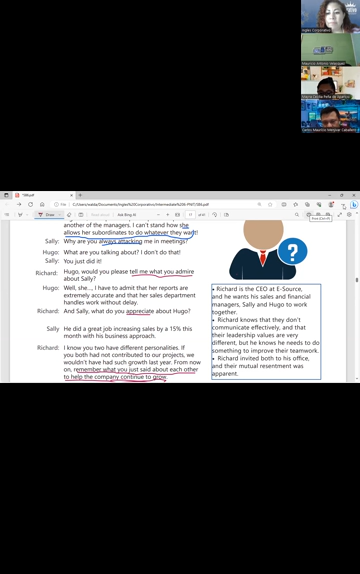 Inglés Corporativo
another of the managers. I can't stand how she
allows her subordinates to do whatever they want!
Sally: Why are you always attacking me in meetings?
Hugo: What are you talking about? I don't do that!
Sally: You just did it!
Richard: Hugo, would you please tell me what you admire
about Sally?
Hugo: Well, she..., I have to admit that her reports are
extremely accurate and that her sales department
handles work without delay.
Richard: And Sally, what do you appreciate about Hugo?
Sally He did a great job increasing sales by a 15% this
month with his business approach.
Richard: I know you two have different personalities. If
you both had not contributed to our projects, we
wouldn't have had such growth last year. From now
on, remember what you just said about each other
to help the company continue to grow.
?
• Richard is the CEO at E-Source,
and he wants his sales and financial
managers, Sally and Hugo to work
together.
• Richard knows that they don't
communicate effectively, and that
their leadership values are very
different, but he knows he needs to do
something to improve their teamwork.
• Richard invited both to his office,
and their mutual resentment was
apparent.